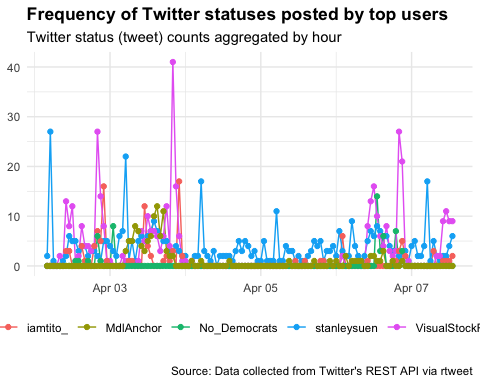 Frequency of Twitter statuses posted by top users
Twitter status (tweet) counts aggregated by hour
40
30
20
10
0
Apr 03 Apr 05 Apr 07
iamtito_ MdlAnchor No_Democrats stanleysuen
Source: Data collected from Twitter's REST API via rtweet